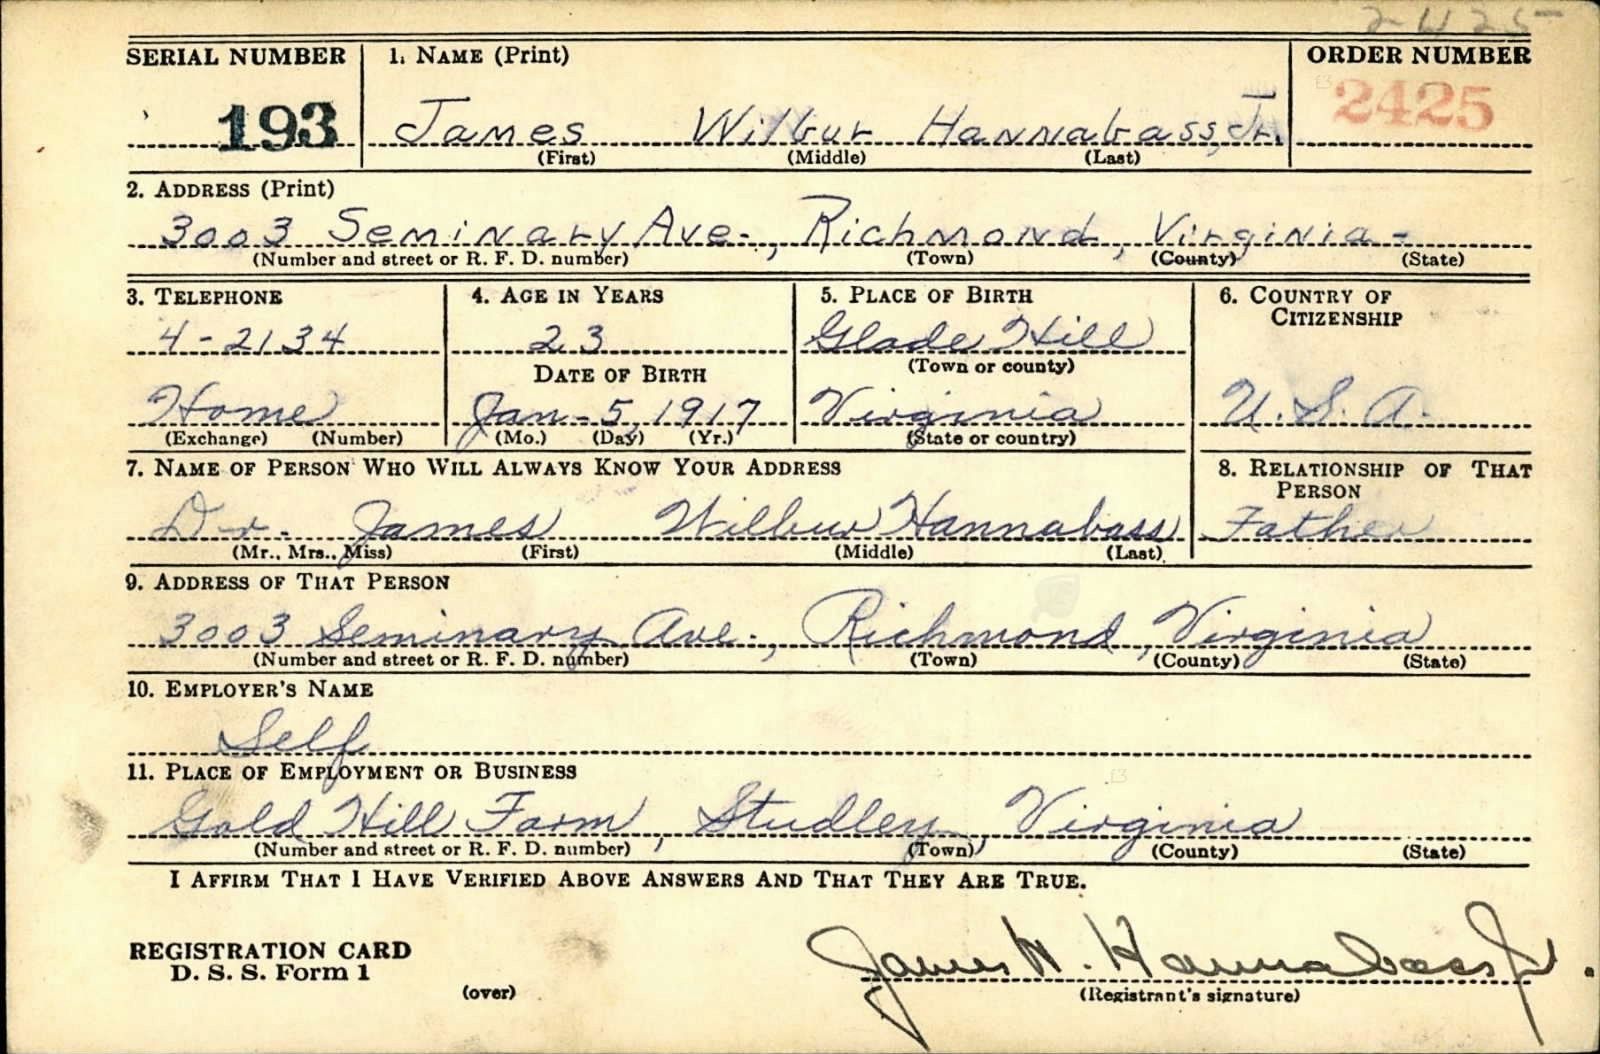 2425
SERIAL NUMBER 1. NAME (Print) ORDER NUMBER
193 James Wilbur Hannabass, Jr. 2425
(First) (Middle) (Last)
2. ADDRESS (Print)
3003 Seminary Ave., Richmond, Virginia-
(Number and street or R. F. D. number) (Town) (County) (State)
3. TELEPHONE 4. AGE IN YEARS 5. PLACE OF BIRTH 6. COUNTRY OF
CITIZENSHIP
4-2134 23 Glade Hill
(Town or county)
DATE OF BIRTH
Home Jan-5, 1917 Virginia U. S. A.
(Exchange) (Number) (Mo.) (Day) (Yr.) (State or country)
7. NAME OF PERSON WHO WILL ALWAYS KNOW YOUR ADDRESS 8. RELATIONSHIP OF THAT
PERSON
Dr. James Wilbur Hannabass Father
(Mr., Mrs., Miss) (First) (Middle) (Last)
9. ADDRESS OF THAT PERSON
3003 Seminary Ave., Richmond, Virginia
(Number and street or R. F. D. number) (Town) (County) (State)
10. EMPLOYER'S NAME
Self
11. PLACE OF EMPLOYMENT OR BUSINESS
Gold Hill Farm, Studley, Virginia
(Number and street or R. F. D. number) (Town) (County) (State)
I AFFIRM THAT I HAVE VERIFIED ABOVE ANSWERS AND THAT THEY ARE TRUE.
REGISTRATION CARD
D. S. S. Form 1
(over)
James W. Hannabass Jr.
(Registrant's signature)